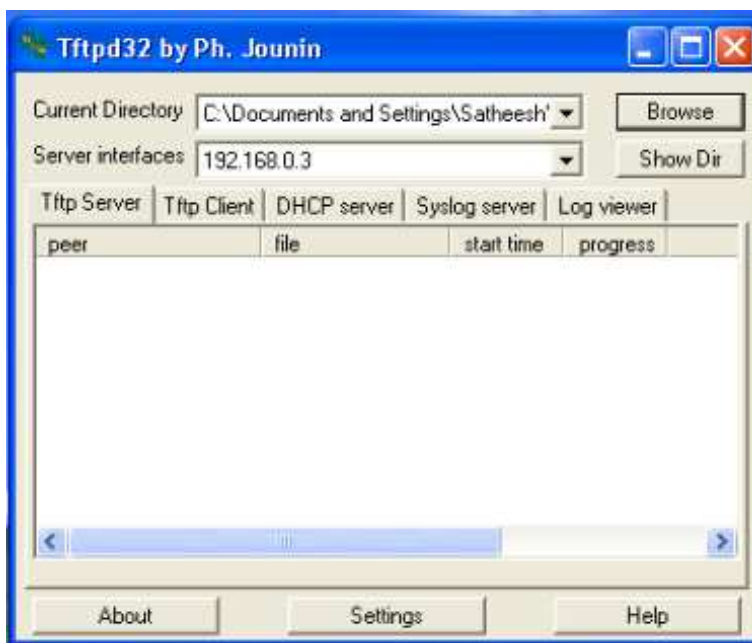 Tftpd32 by Ph. Jounin
Current Directory C:\Documents and Settings\Satheesh' Browse
Server interfaces 192.168.0.3 Show Dir
Tftp Server Tftp Client DHCP server Syslog server Log viewer
peer file start time progress
About Settings Help